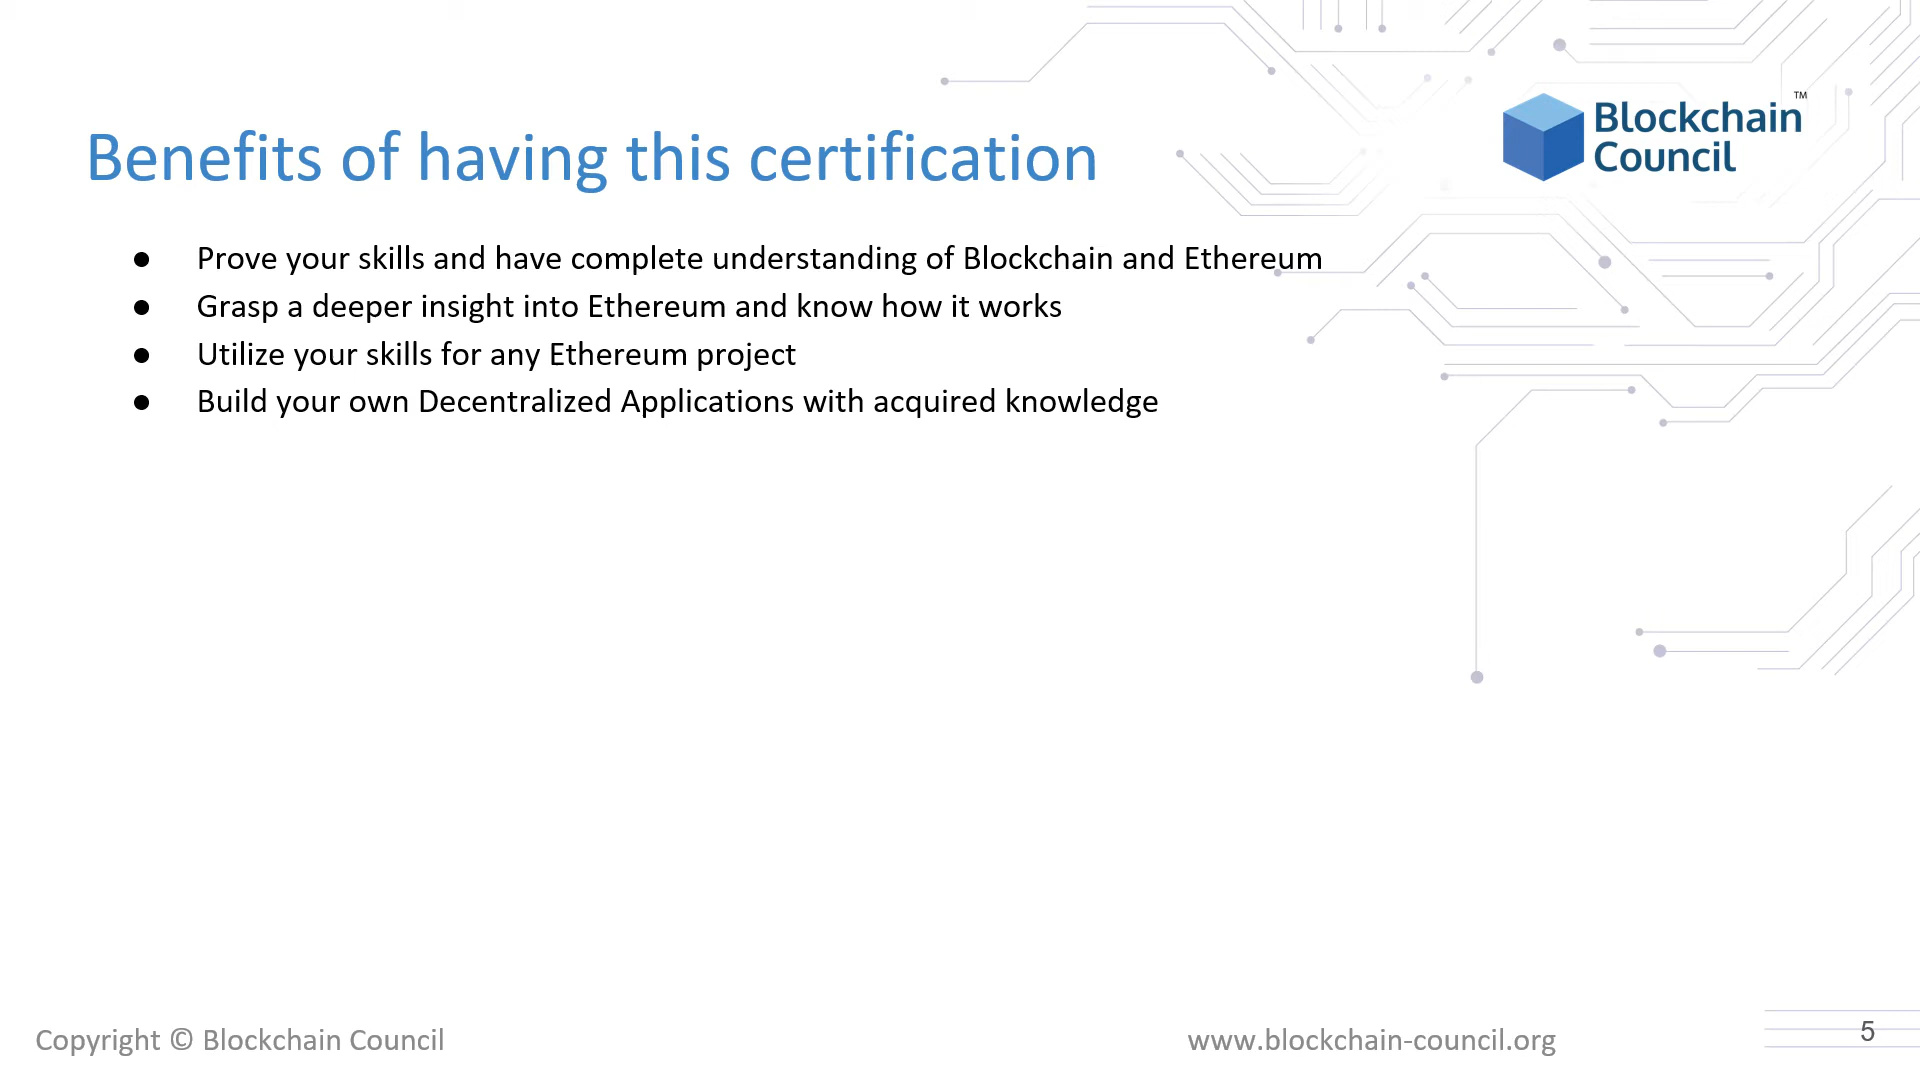 Blockchain™
Council
Benefits of having this certification
● Prove your skills and have complete understanding of Blockchain and Ethereum
● Grasp a deeper insight into Ethereum and know how it works
● Utilize your skills for any Ethereum project
● Build your own Decentralized Applications with acquired knowledge
Copyright © Blockchain Council
www.blockchain-council.org
5